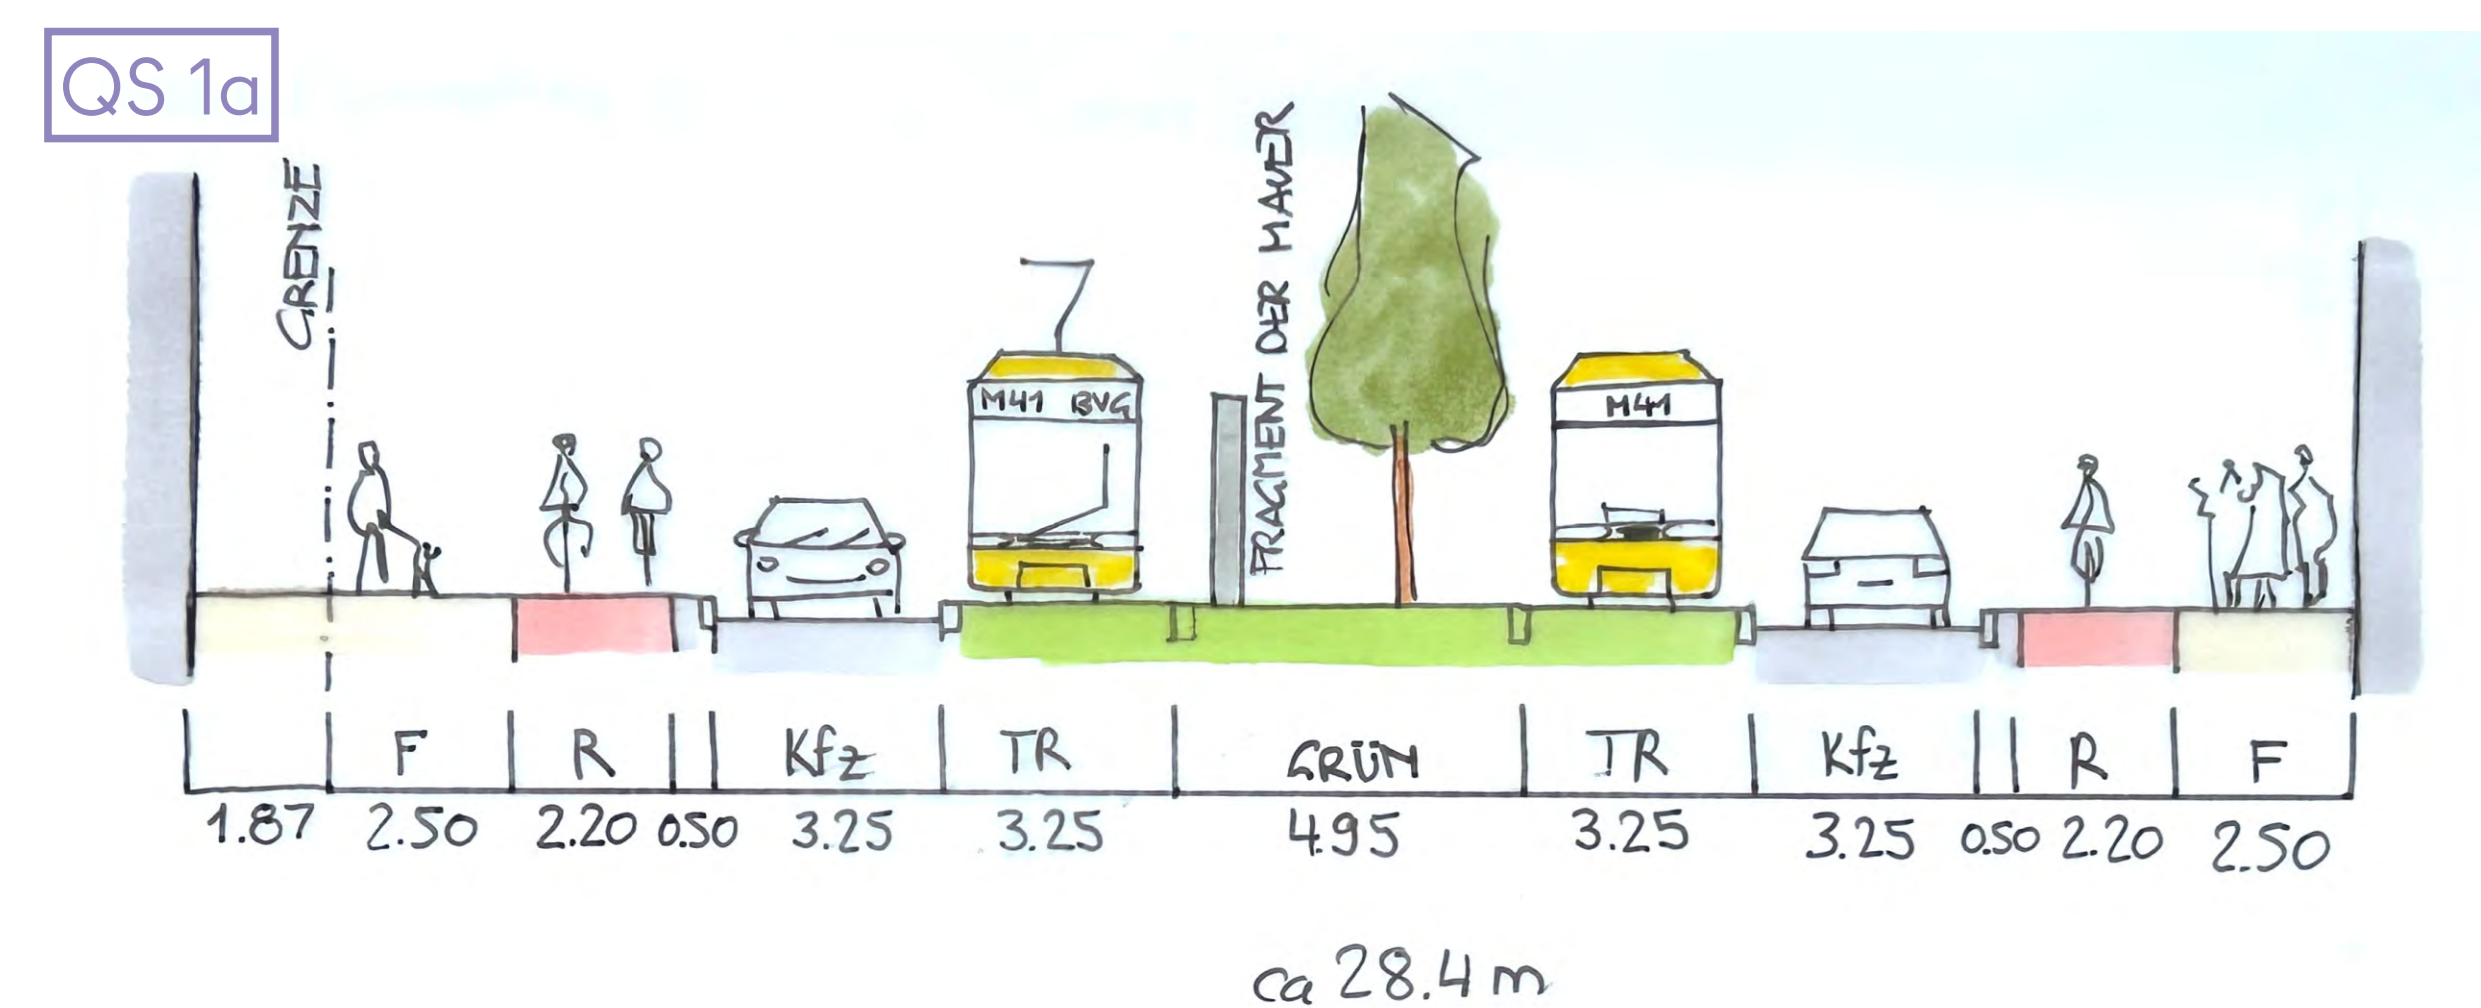 QS 1a
GRENZE
FRAGMENT DER MAUER
M41 BVG
M41
F R Kfz TR GRÜN TR Kfz R F
1.87 2.50 2.20 0.50 3.25 3.25 4.95 3.25 3.25 0.50 2.20 2.50
ca 28.4 m